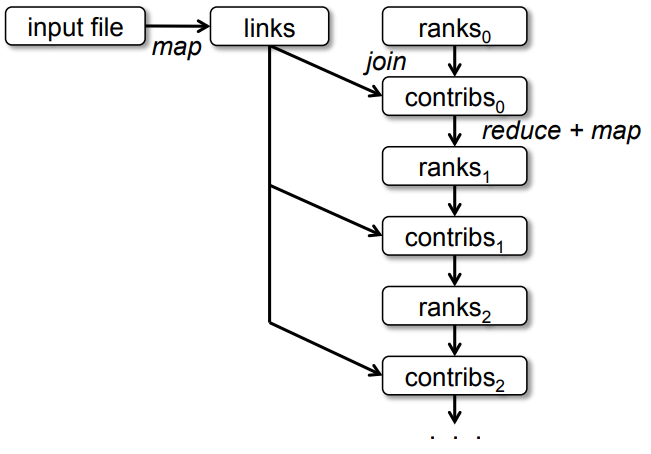 input file
map
links
ranks₀
join
contribs₀
reduce + map
ranks₁
contribs₁
ranks₂
contribs₂
. . .